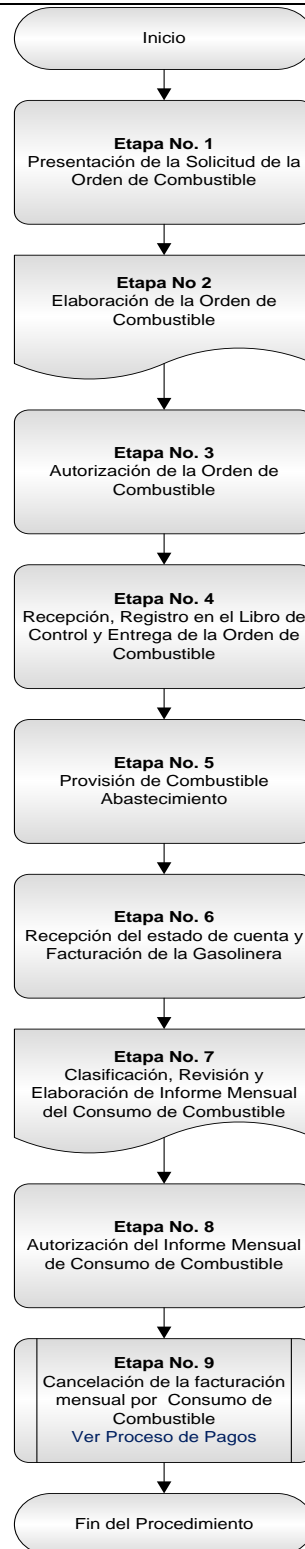 Inicio
Etapa No. 1
Presentación de la Solicitud de la
Orden de Combustible
Etapa No 2
Elaboración de la Orden de
Combustible
Etapa No. 3
Autorización de la Orden de
Combustible
Etapa No. 4
Recepción, Registro en el Libro de
Control y Entrega de la Orden de
Combustible
Etapa No. 5
Provisión de Combustible
Abastecimiento
Etapa No. 6
Recepción del estado de cuenta y
Facturación de la Gasolinera
Etapa No. 7
Clasificación, Revisión y
Elaboración de Informe Mensual
del Consumo de Combustible
Etapa No. 8
Autorización del Informe Mensual
de Consumo de Combustible
Etapa No. 9
Cancelación de la facturación
mensual por Consumo de
Combustible
Ver Proceso de Pagos
Fin del Procedimiento